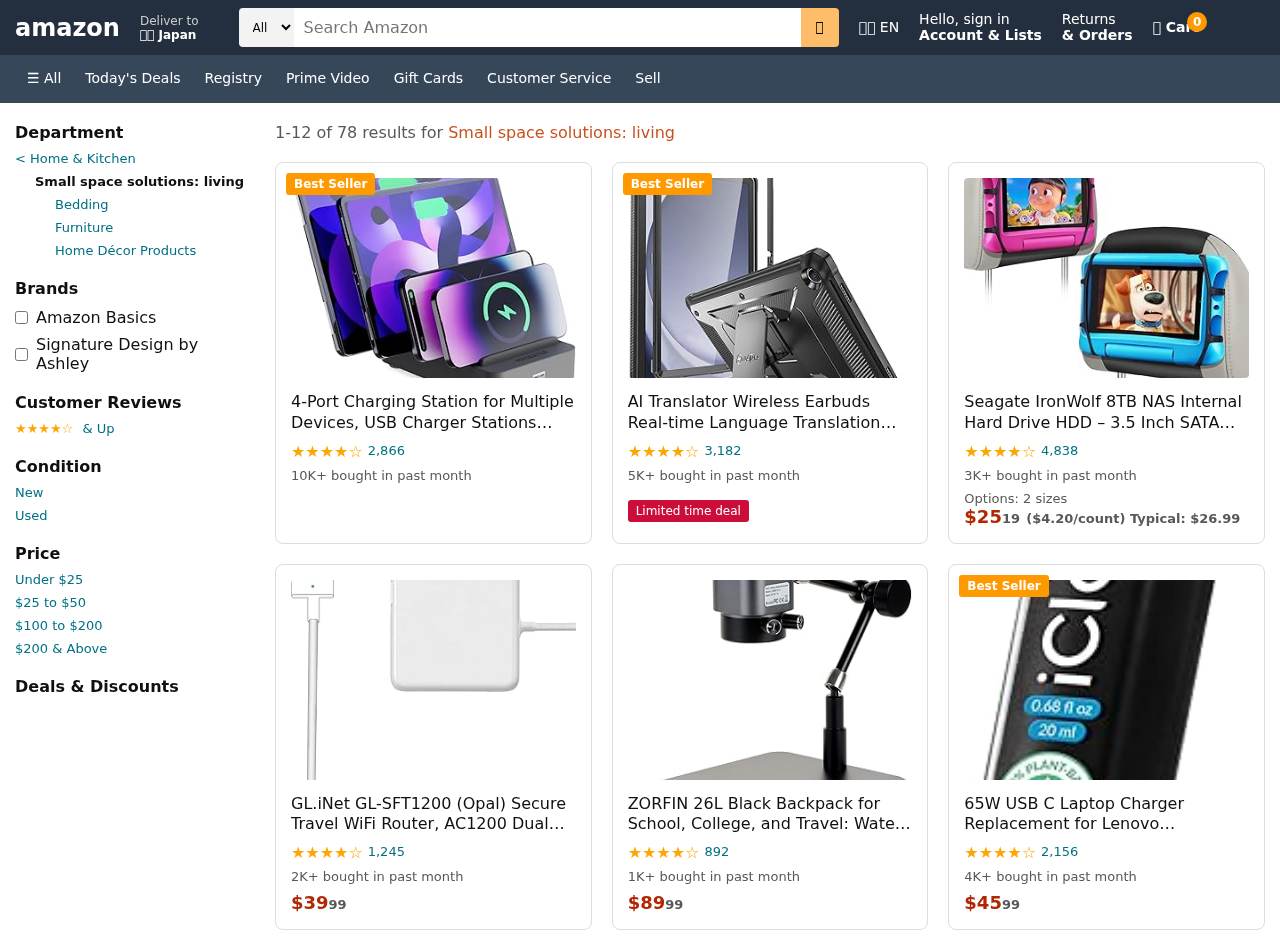 amazon
Deliver to
Japan
All
Search Amazon
EN
Hello, sign in
Account & Lists
Returns
& Orders
0
☰ All
Today's Deals
Registry
Prime Video
Gift Cards
Customer Service
Sell
Department
< Home & Kitchen
Small space solutions: living
Bedding
Furniture
Home Décor Products
Brands
Amazon Basics
Signature Design by
Ashley
Customer Reviews
★★★★☆ & Up
Condition
New
Used
Price
Under $25
$25 to $50
$100 to $200
$200 & Above
Deals & Discounts
1-12 of 78 results for Small space solutions: living
Best Seller
4-Port Charging Station for Multiple
Devices, USB Charger Stations…
★★★★☆ 2,866
10K+ bought in past month
Best Seller
AI Translator Wireless Earbuds
Real-time Language Translation…
★★★★☆ 3,182
5K+ bought in past month
Limited time deal
Seagate IronWolf 8TB NAS Internal
Hard Drive HDD – 3.5 Inch SATA…
★★★★☆ 4,838
3K+ bought in past month
Options: 2 sizes
$25 19 ($4.20/count) Typical: $26.99
GL.iNet GL-SFT1200 (Opal) Secure
Travel WiFi Router, AC1200 Dual…
★★★★☆ 1,245
2K+ bought in past month
$39 99
ZORFIN 26L Black Backpack for
School, College, and Travel: Wate…
★★★★☆ 892
1K+ bought in past month
$89 99
Best Seller
0.68 fl oz
20 ml
65W USB C Laptop Charger
Replacement for Lenovo…
★★★★☆ 2,156
4K+ bought in past month
$45 99